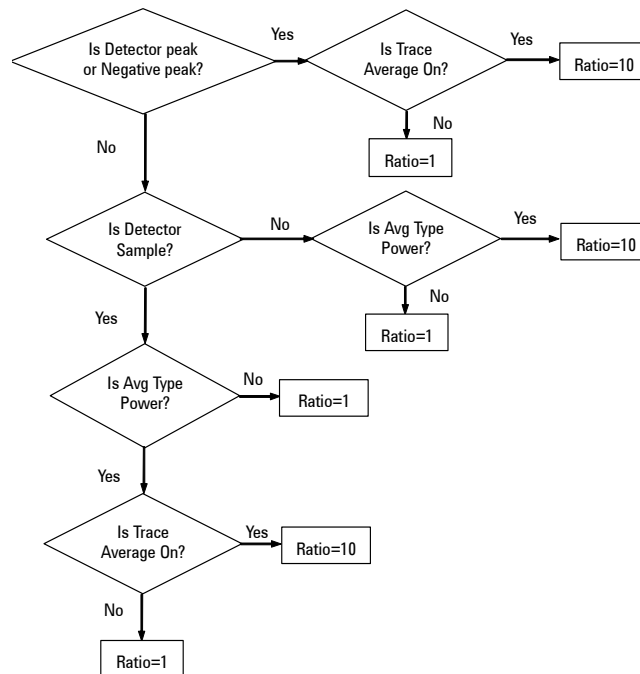 Is Detector peak
or Negative peak?
Yes
Is Trace
Average On?
Yes
Ratio=10
No
No
Ratio=1
Is Detector
Sample?
No
Is Avg Type
Power?
Yes
Ratio=10
No
Yes
Ratio=1
Is Avg Type
Power?
No
Ratio=1
Yes
Is Trace
Average On?
Yes
Ratio=10
No
Ratio=1